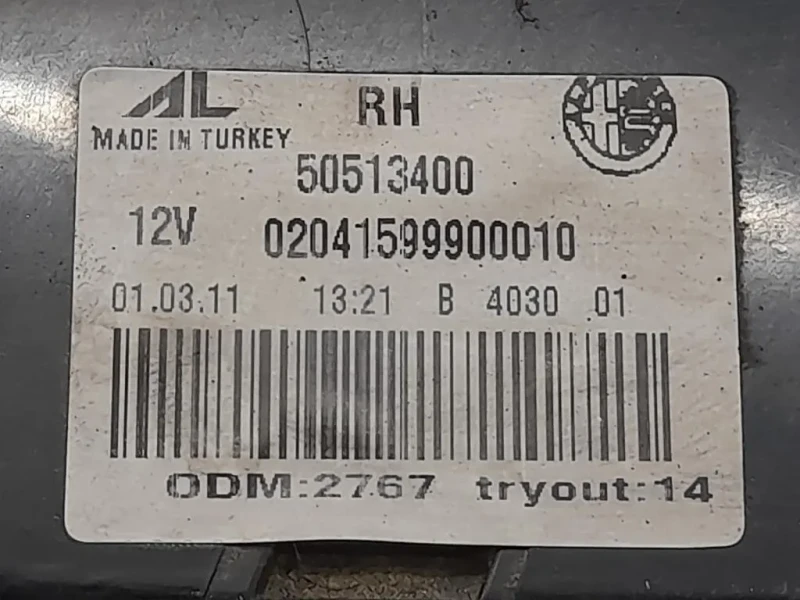 AL RH
MADE IN TURKEY
50513400
12V 02041599900010
01.03.11 13:21 B 4030 01
ODM:2767 tryout:14